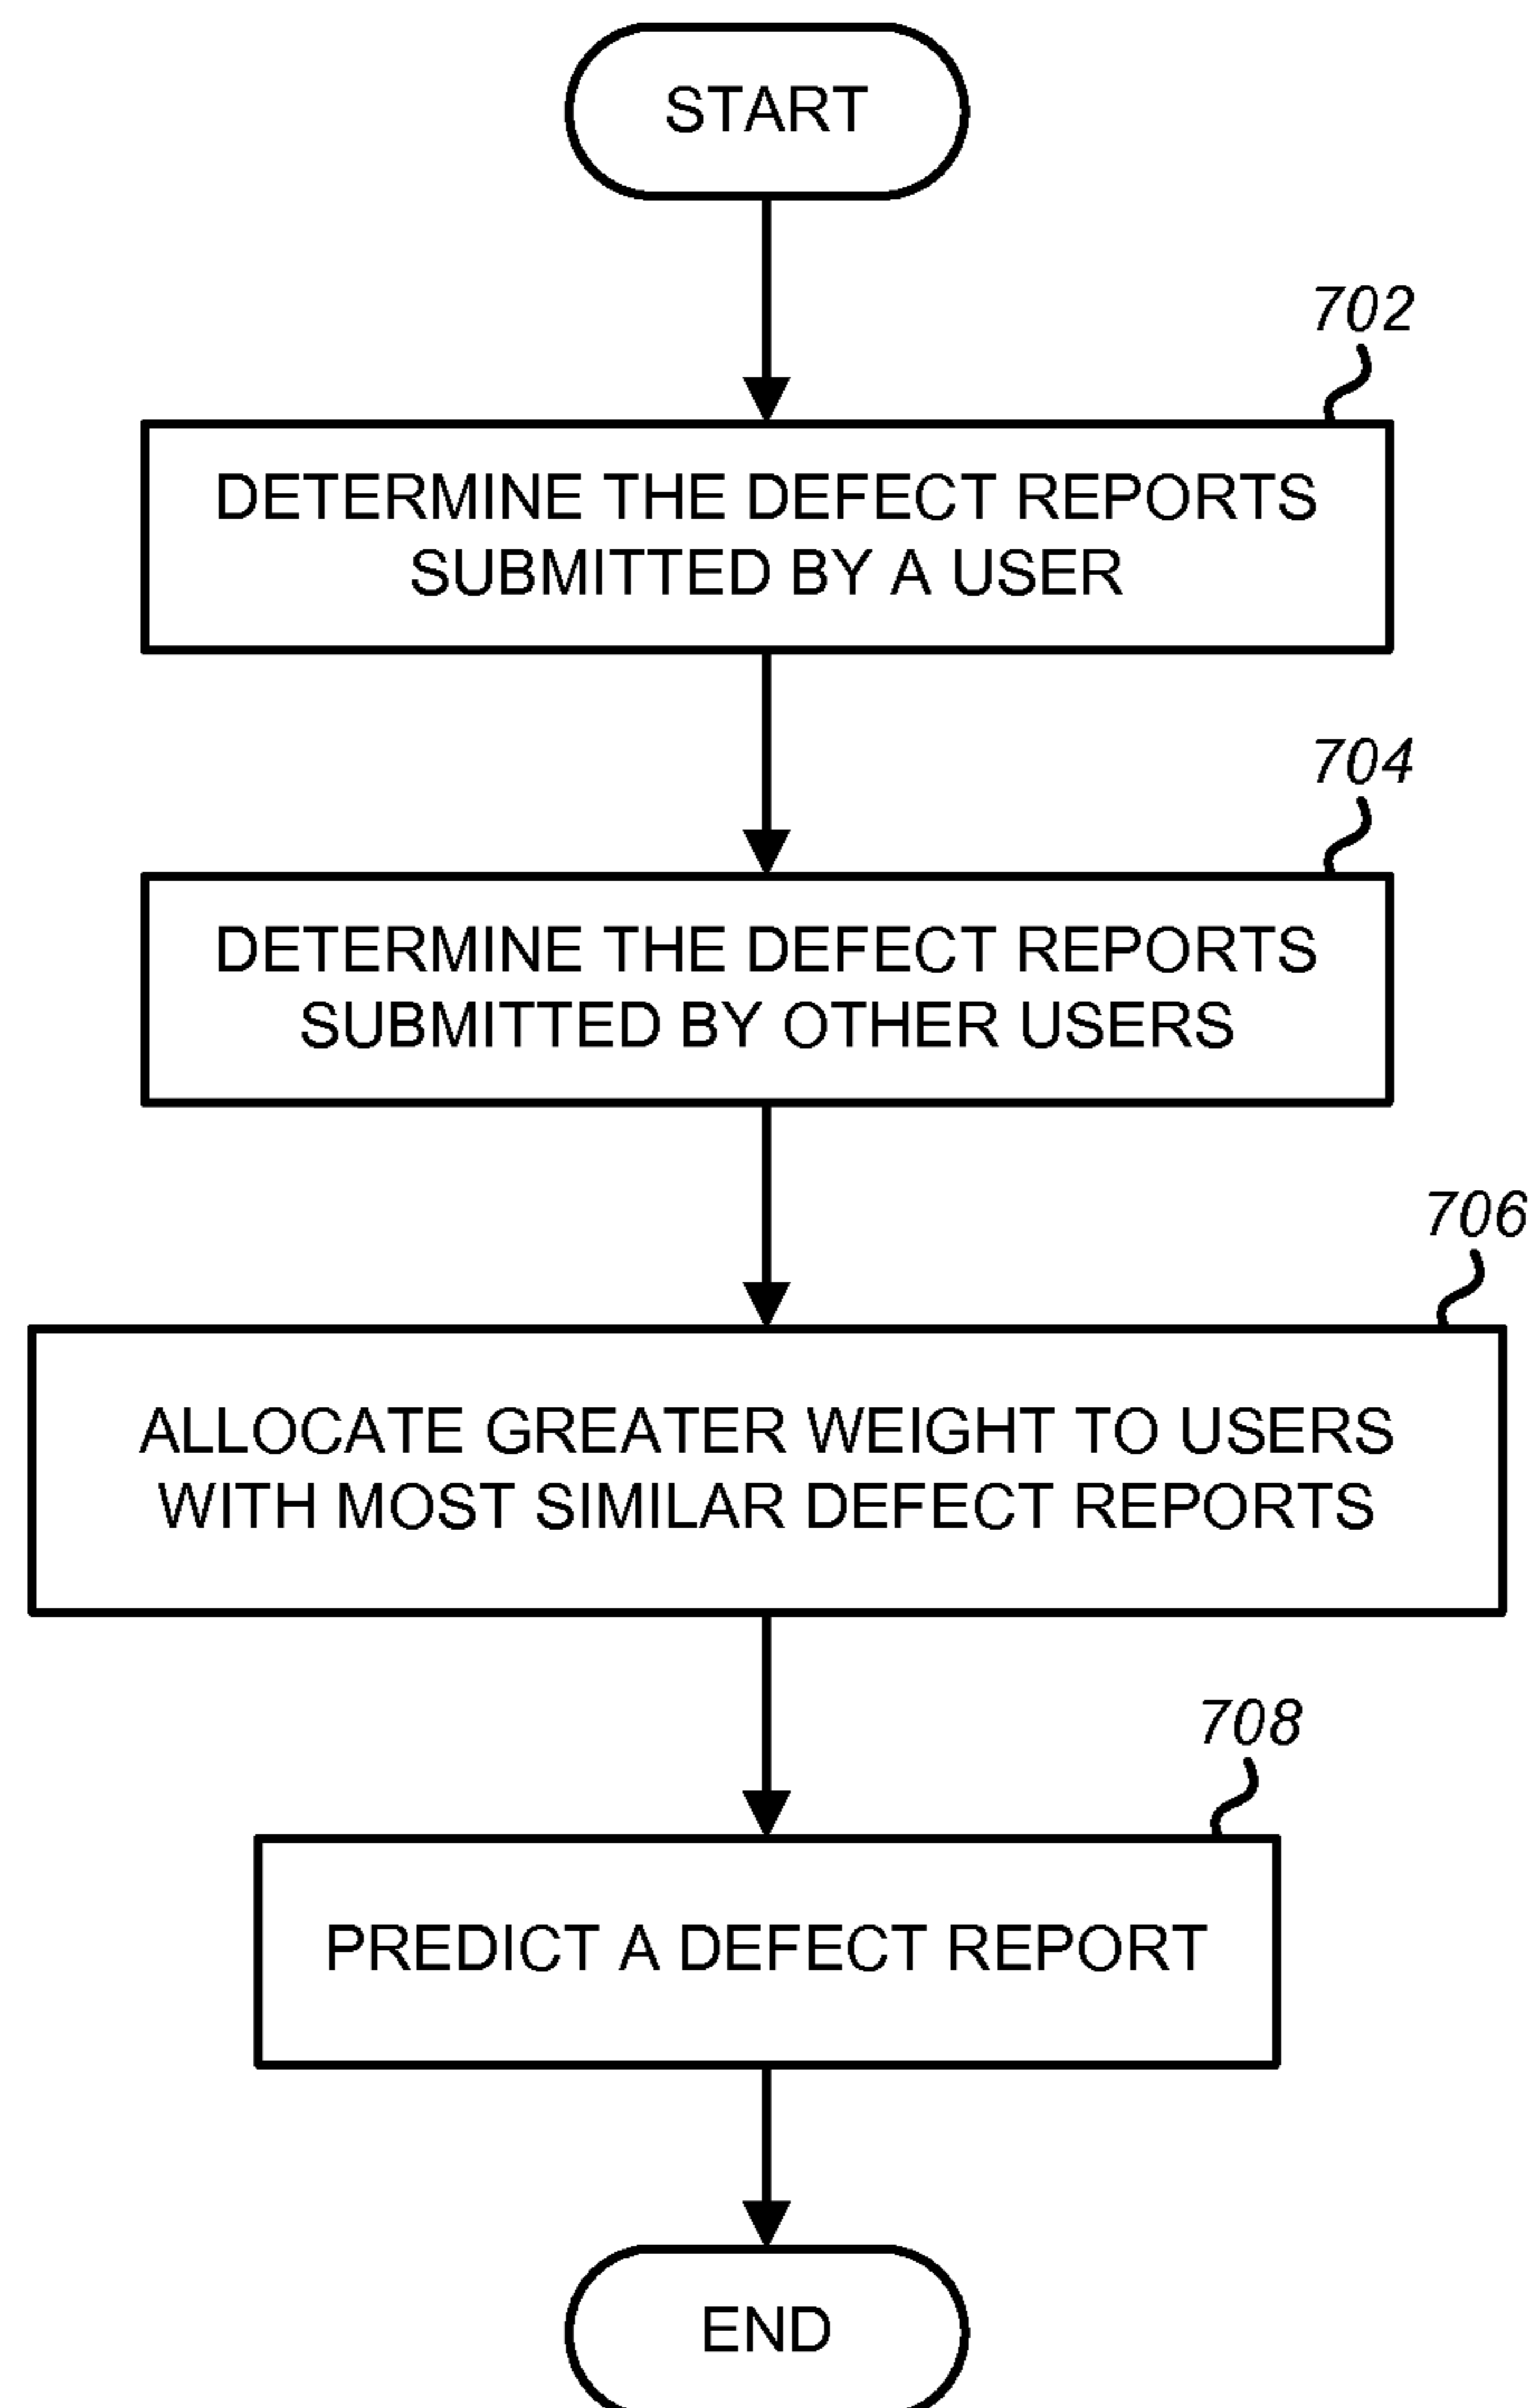 START
702
DETERMINE THE DEFECT REPORTS
SUBMITTED BY A USER
704
DETERMINE THE DEFECT REPORTS
SUBMITTED BY OTHER USERS
706
ALLOCATE GREATER WEIGHT TO USERS
WITH MOST SIMILAR DEFECT REPORTS
708
PREDICT A DEFECT REPORT
END